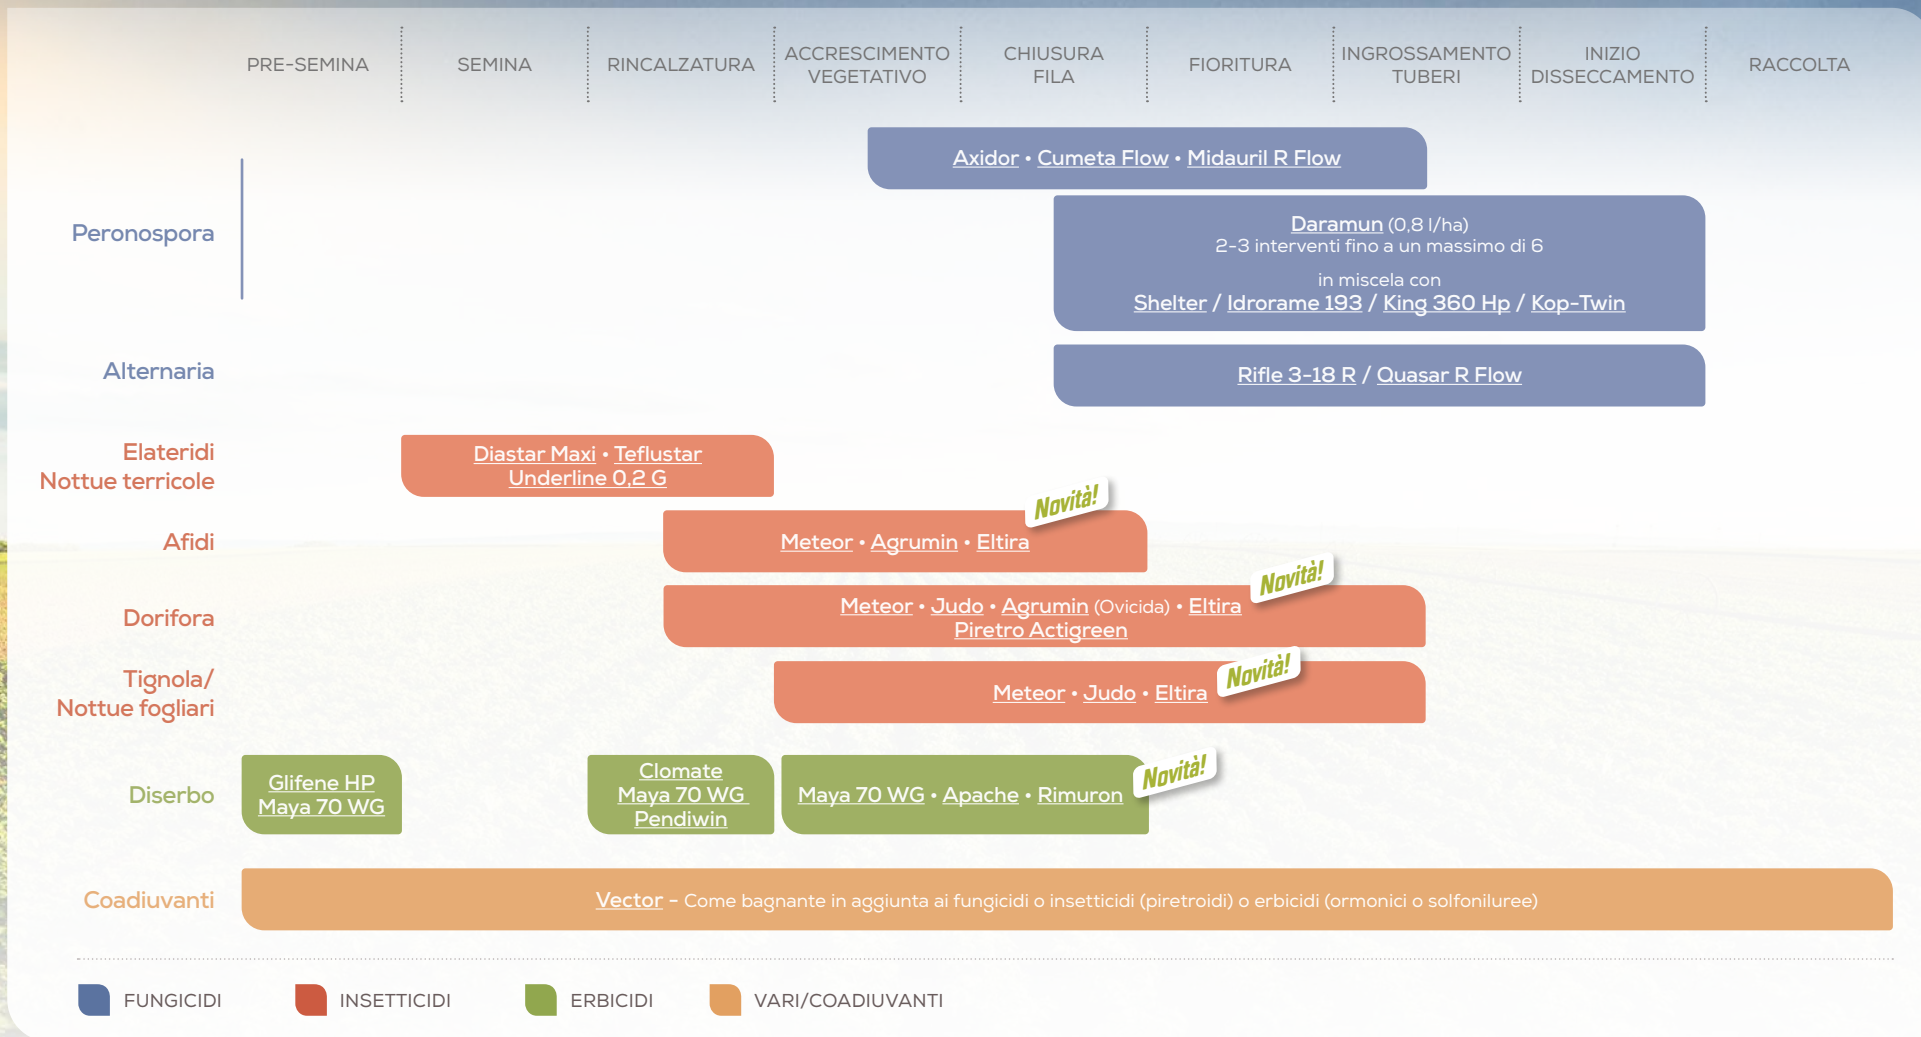 PRE-SEMINA
SEMINA
RINCALZATURA
ACCRESCIMENTO
VEGETATIVO
CHIUSURA
FILA
FIORITURA
INGROSSAMENTO
TUBERI
INIZIO
DISSECCAMENTO
RACCOLTA
Peronospora
Axidor • Cumeta Flow • Midauril R Flow
Daramun (0,8 l/ha)
2-3 interventi fino a un massimo di 6
in miscela con
Shelter / Idrorame 193 / King 360 Hp / Kop-Twin
Alternaria
Rifle 3-18 R / Quasar R Flow
Elateridi
Nottue terricole
Diastar Maxi • Teflustar
Underline 0,2 G
Afidi
Meteor • Agrumin • Eltira
Novità!
Dorifora
Meteor • Judo • Agrumin (Ovicida) • Eltira
Piretro Actigreen
Novità!
Tignola/
Nottue fogliari
Meteor • Judo • Eltira
Novità!
Diserbo
Glifene HP
Maya 70 WG
Clomate
Maya 70 WG
Pendiwin
Maya 70 WG • Apache • Rimuron
Novità!
Coadiuvanti
Vector - Come bagnante in aggiunta ai fungicidi o insetticidi (piretroidi) o erbicidi (ormonici o solfoniluree)
FUNGICIDI
INSETTICIDI
ERBICIDI
VARI/COADIUVANTI